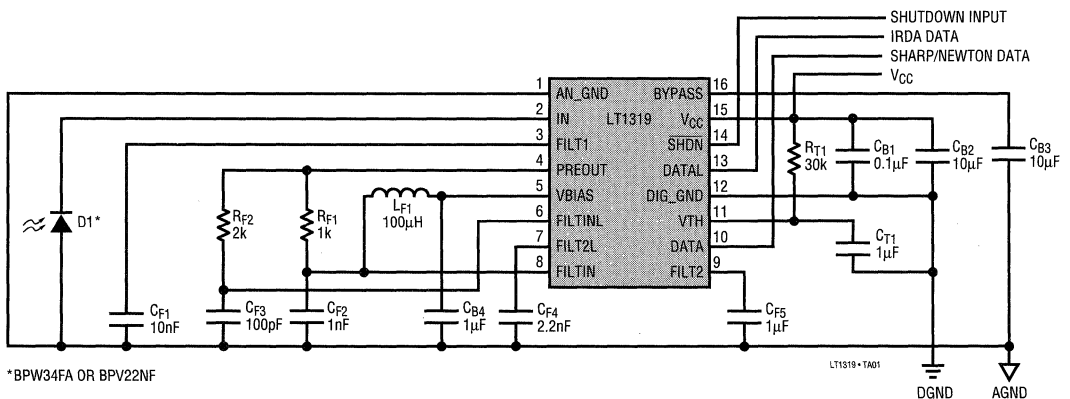 SHUTDOWN INPUT
IRDA DATA
SHARP/NEWTON DATA
VCC
1 AN_GND BYPASS 16
2 IN LT1319 VCC 15
3 FILT1 SHDN 14
4 PREOUT DATAL 13
5 VBIAS DIG_GND 12
6 FILTINL VTH 11
7 FILT2L DATA 10
8 FILTIN FILT2 9
RT1
30k
CB1
0.1µF
CB2
10µF
CB3
10µF
LF1
100µH
RF2
2k
RF1
1k
D1*
CT1
1µF
CF1
10nF
CF3
100pF
CF2
1nF
CB4
1µF
CF4
2.2nF
CF5
1µF
*BPW34FA OR BPV22NF
LT1319 • TA01
DGND
AGND